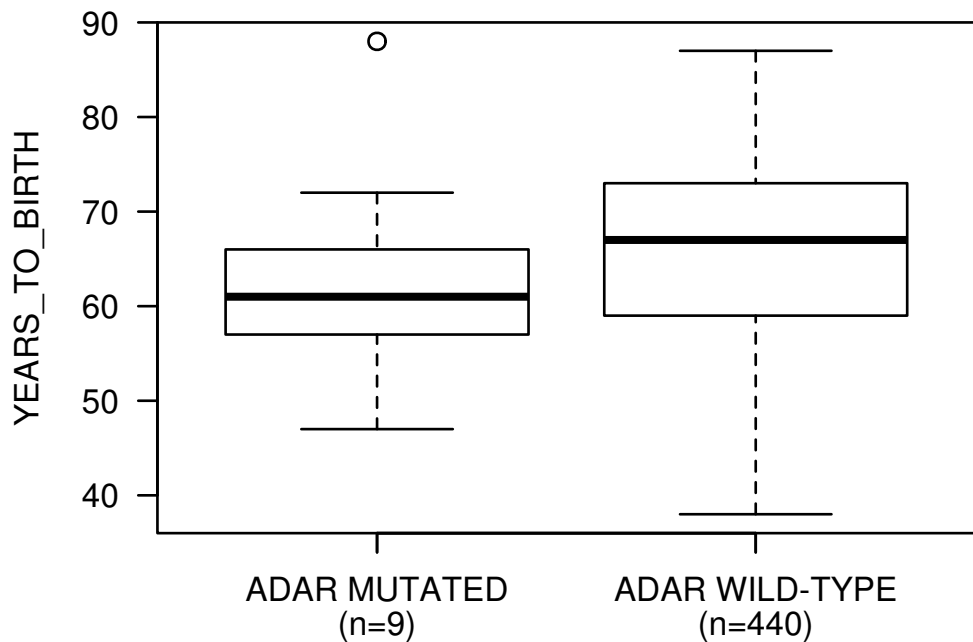 YEARS_TO_BIRTH
90
80
70
60
50
40
ADAR MUTATED
(n=9)
ADAR WILD-TYPE
(n=440)